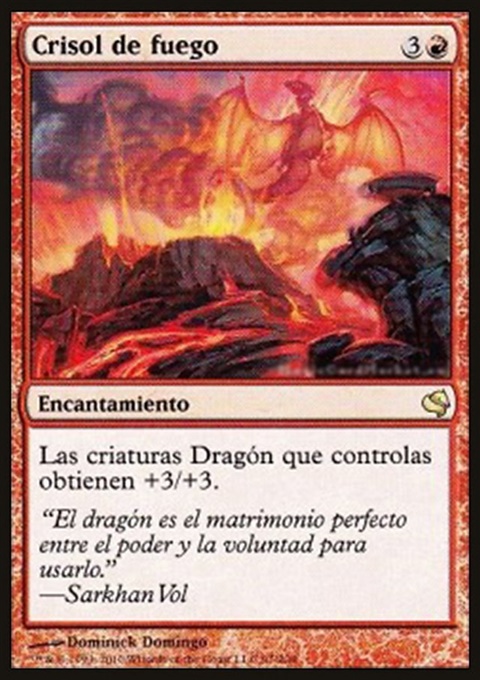 Crisol de fuego 3
Encantamiento
Las criaturas Dragón que controlas
obtienen +3/+3.
“El dragón es el matrimonio perfecto
entre el poder y la voluntad para
usarlo.”
—Sarkhan Vol
Dominick Domingo